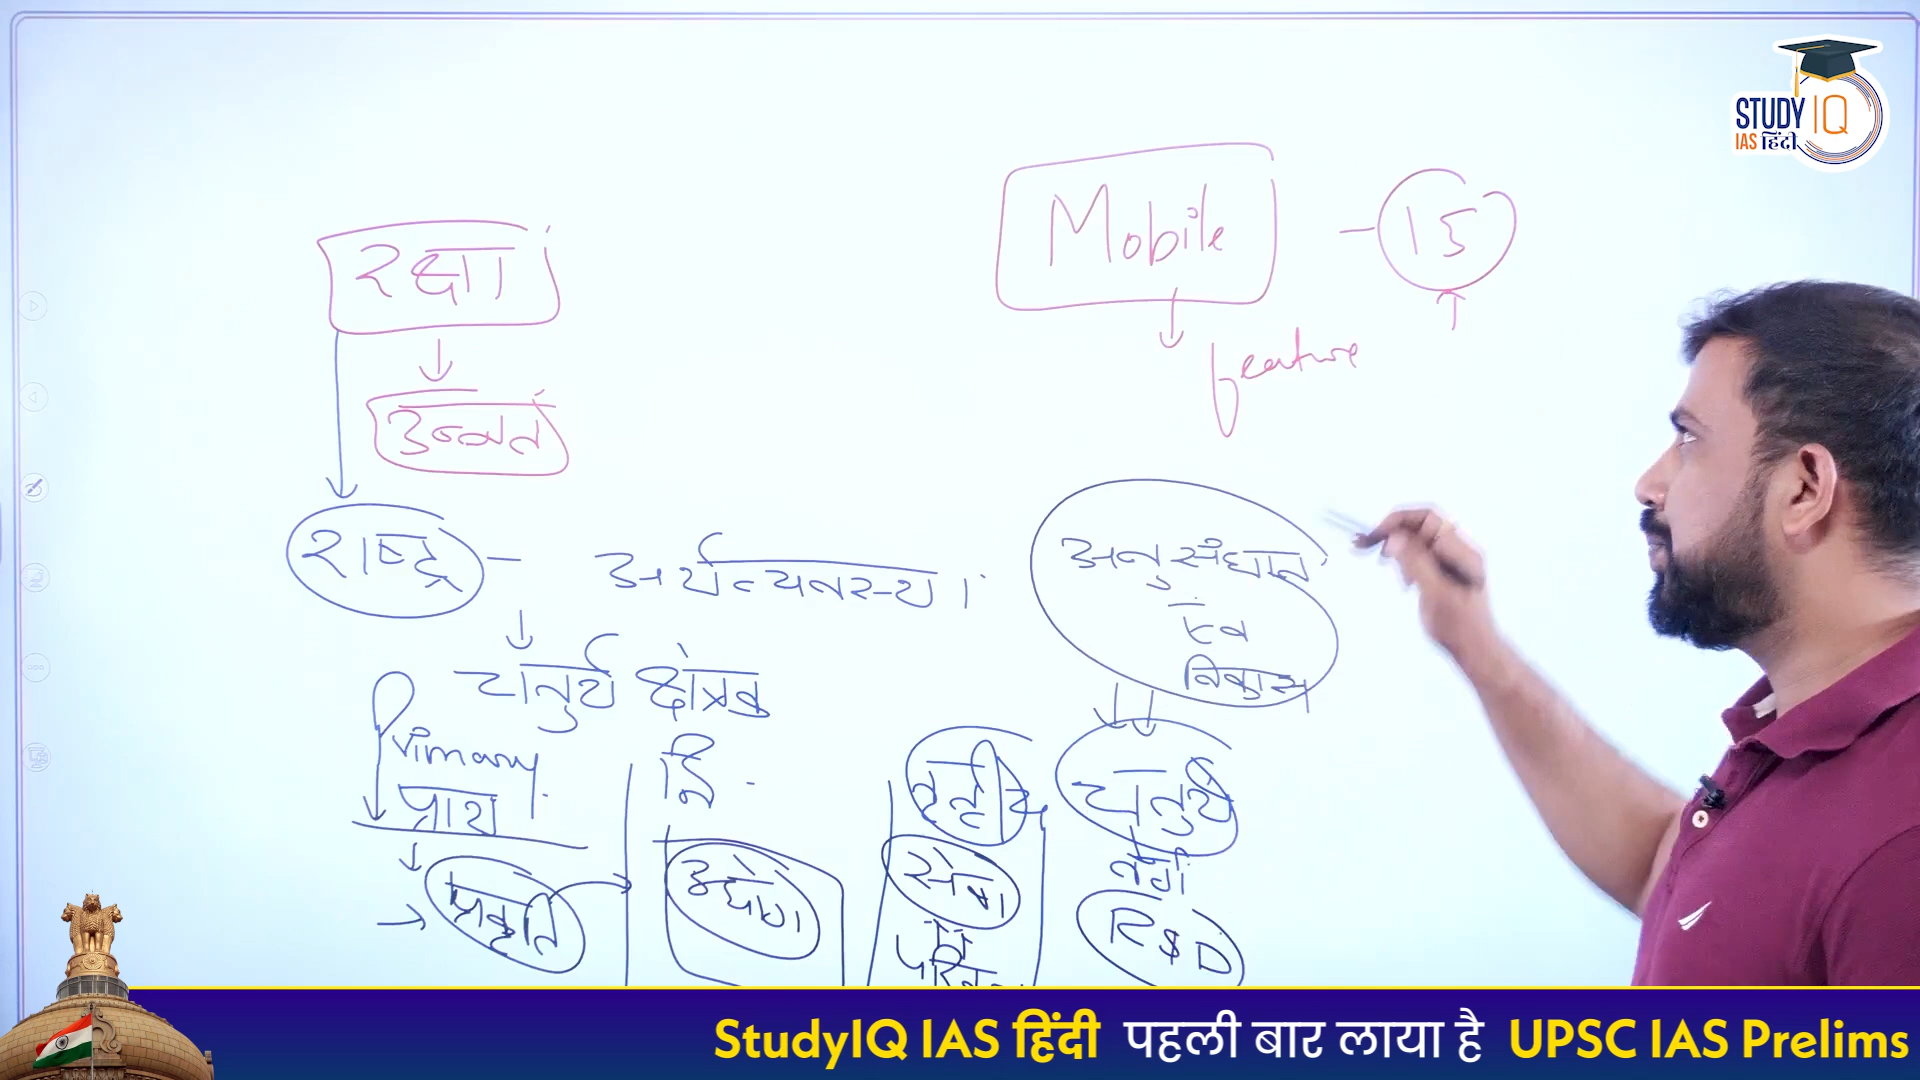 STUDY IQ
IAS हिंदी
Mobile - 15
feature
रक्षा
उन्नत
राष्ट्र - अर्थव्यवस्था
अनुसंधान
एवं
विकास
चतुर्थ क्षेत्रक
Primary
प्राथ
द्वि
तृतीय
चतुर्थ
प्रकृति
उद्योग
सेवा
R & D
StudyIQ IAS हिंदी पहली बार लाया है UPSC IAS Prelims